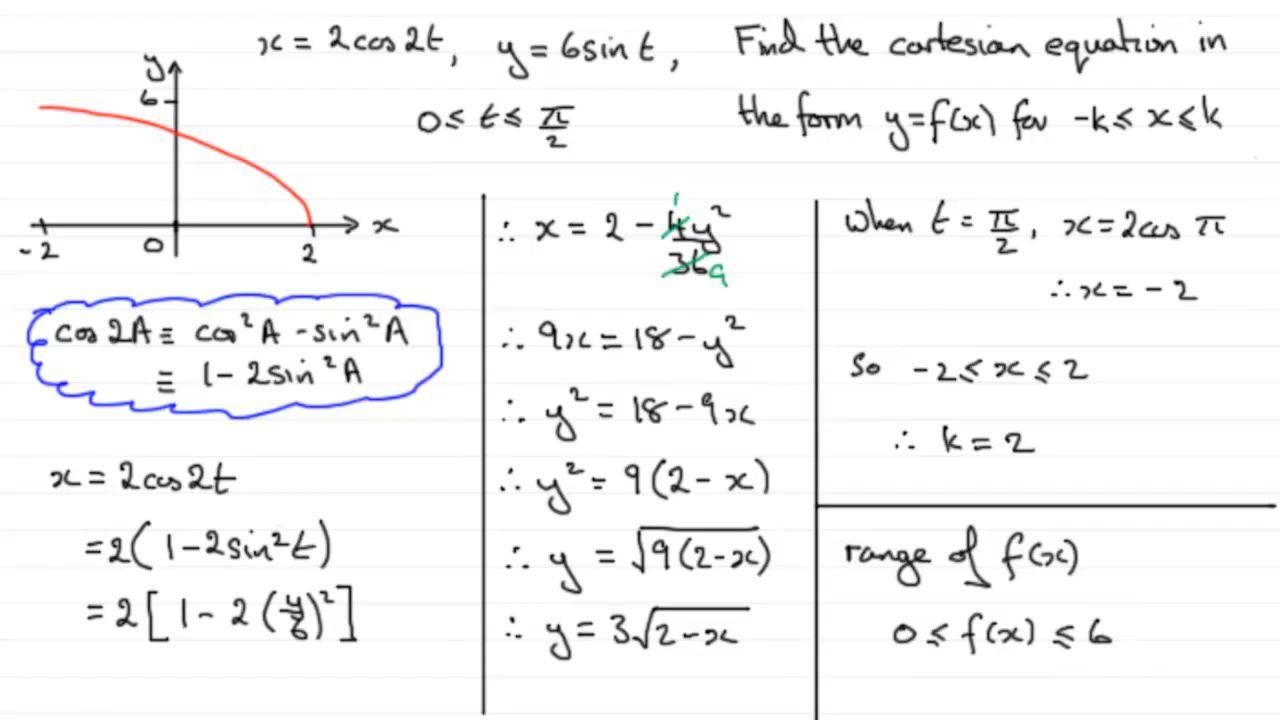 x = 2cos2t, y = 6sint, Find the cartesian equation in
0 ≤ t ≤ π/2 the form y=f(x) for -k ≤ x ≤ k
y
6
x
-2 0 2
cos2A ≡ cos²A - sin²A
≡ 1 - 2sin²A
x = 2cos2t
= 2(1 - 2sin²t)
= 2[1 - 2(y/6)²]
∴ x = 2 - 4y²/36
1
9
∴ 9x = 18 - y²
∴ y² = 18 - 9x
∴ y² = 9(2 - x)
∴ y = √9(2-x)
∴ y = 3√2-x
When t = π/2, x = 2cos π
∴ x = -2
So -2 ≤ x ≤ 2
∴ k = 2
range of f(x)
0 ≤ f(x) ≤ 6